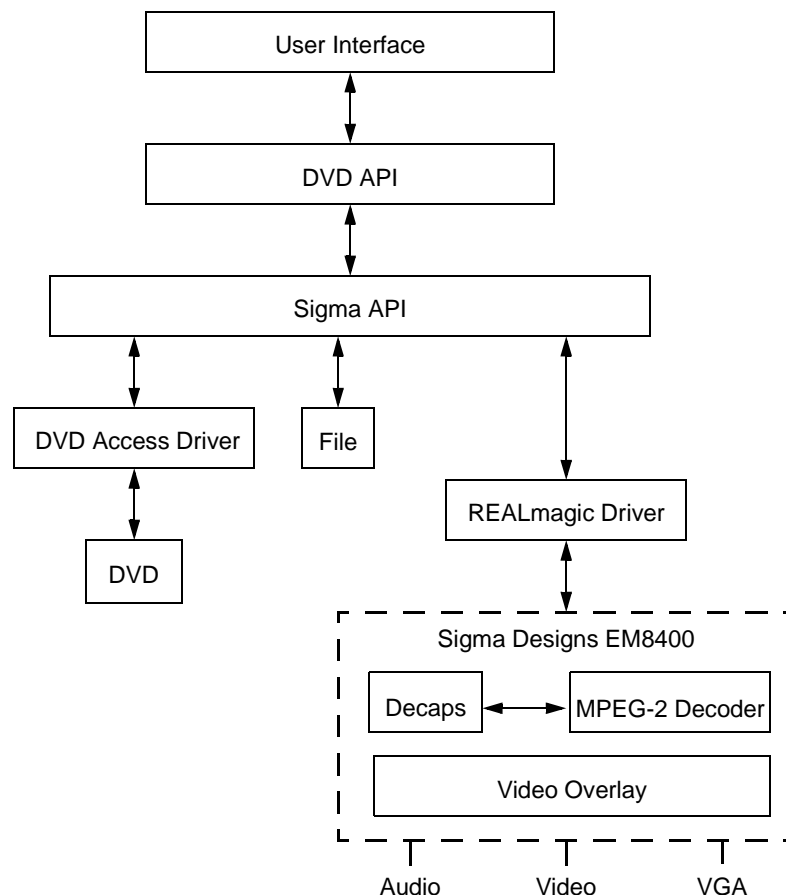 User Interface
DVD API
Sigma API
DVD Access Driver
File
REALmagic Driver
DVD
Sigma Designs EM8400
Decaps
MPEG-2 Decoder
Video Overlay
Audio
Video
VGA